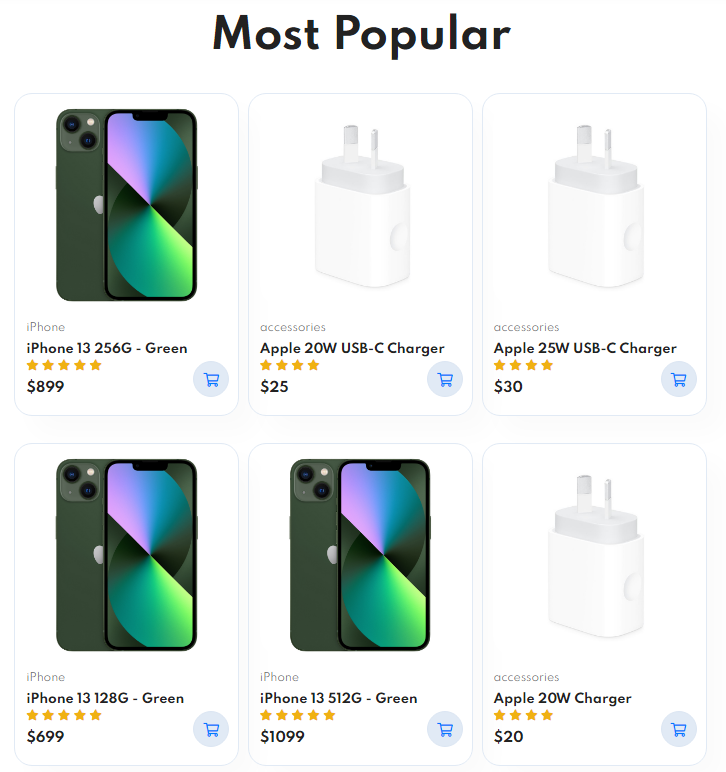 Most Popular
iPhone
iPhone 13 256G - Green
$899
accessories
Apple 20W USB-C Charger
$25
accessories
Apple 25W USB-C Charger
$30
iPhone
iPhone 13 128G - Green
$699
iPhone
iPhone 13 512G - Green
$1099
accessories
Apple 20W Charger
$20